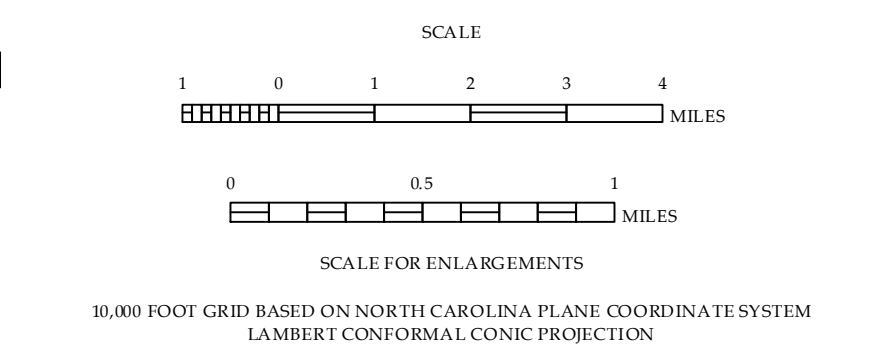 SCALE
1 0 1 2 3 4
MILES
0 0.5 1
MILES
SCALE FOR ENLARGEMENTS
10,000 FOOT GRID BASED ON NORTH CAROLINA PLANE COORDINATE SYSTEM
LAMBERT CONFORMAL CONIC PROJECTION